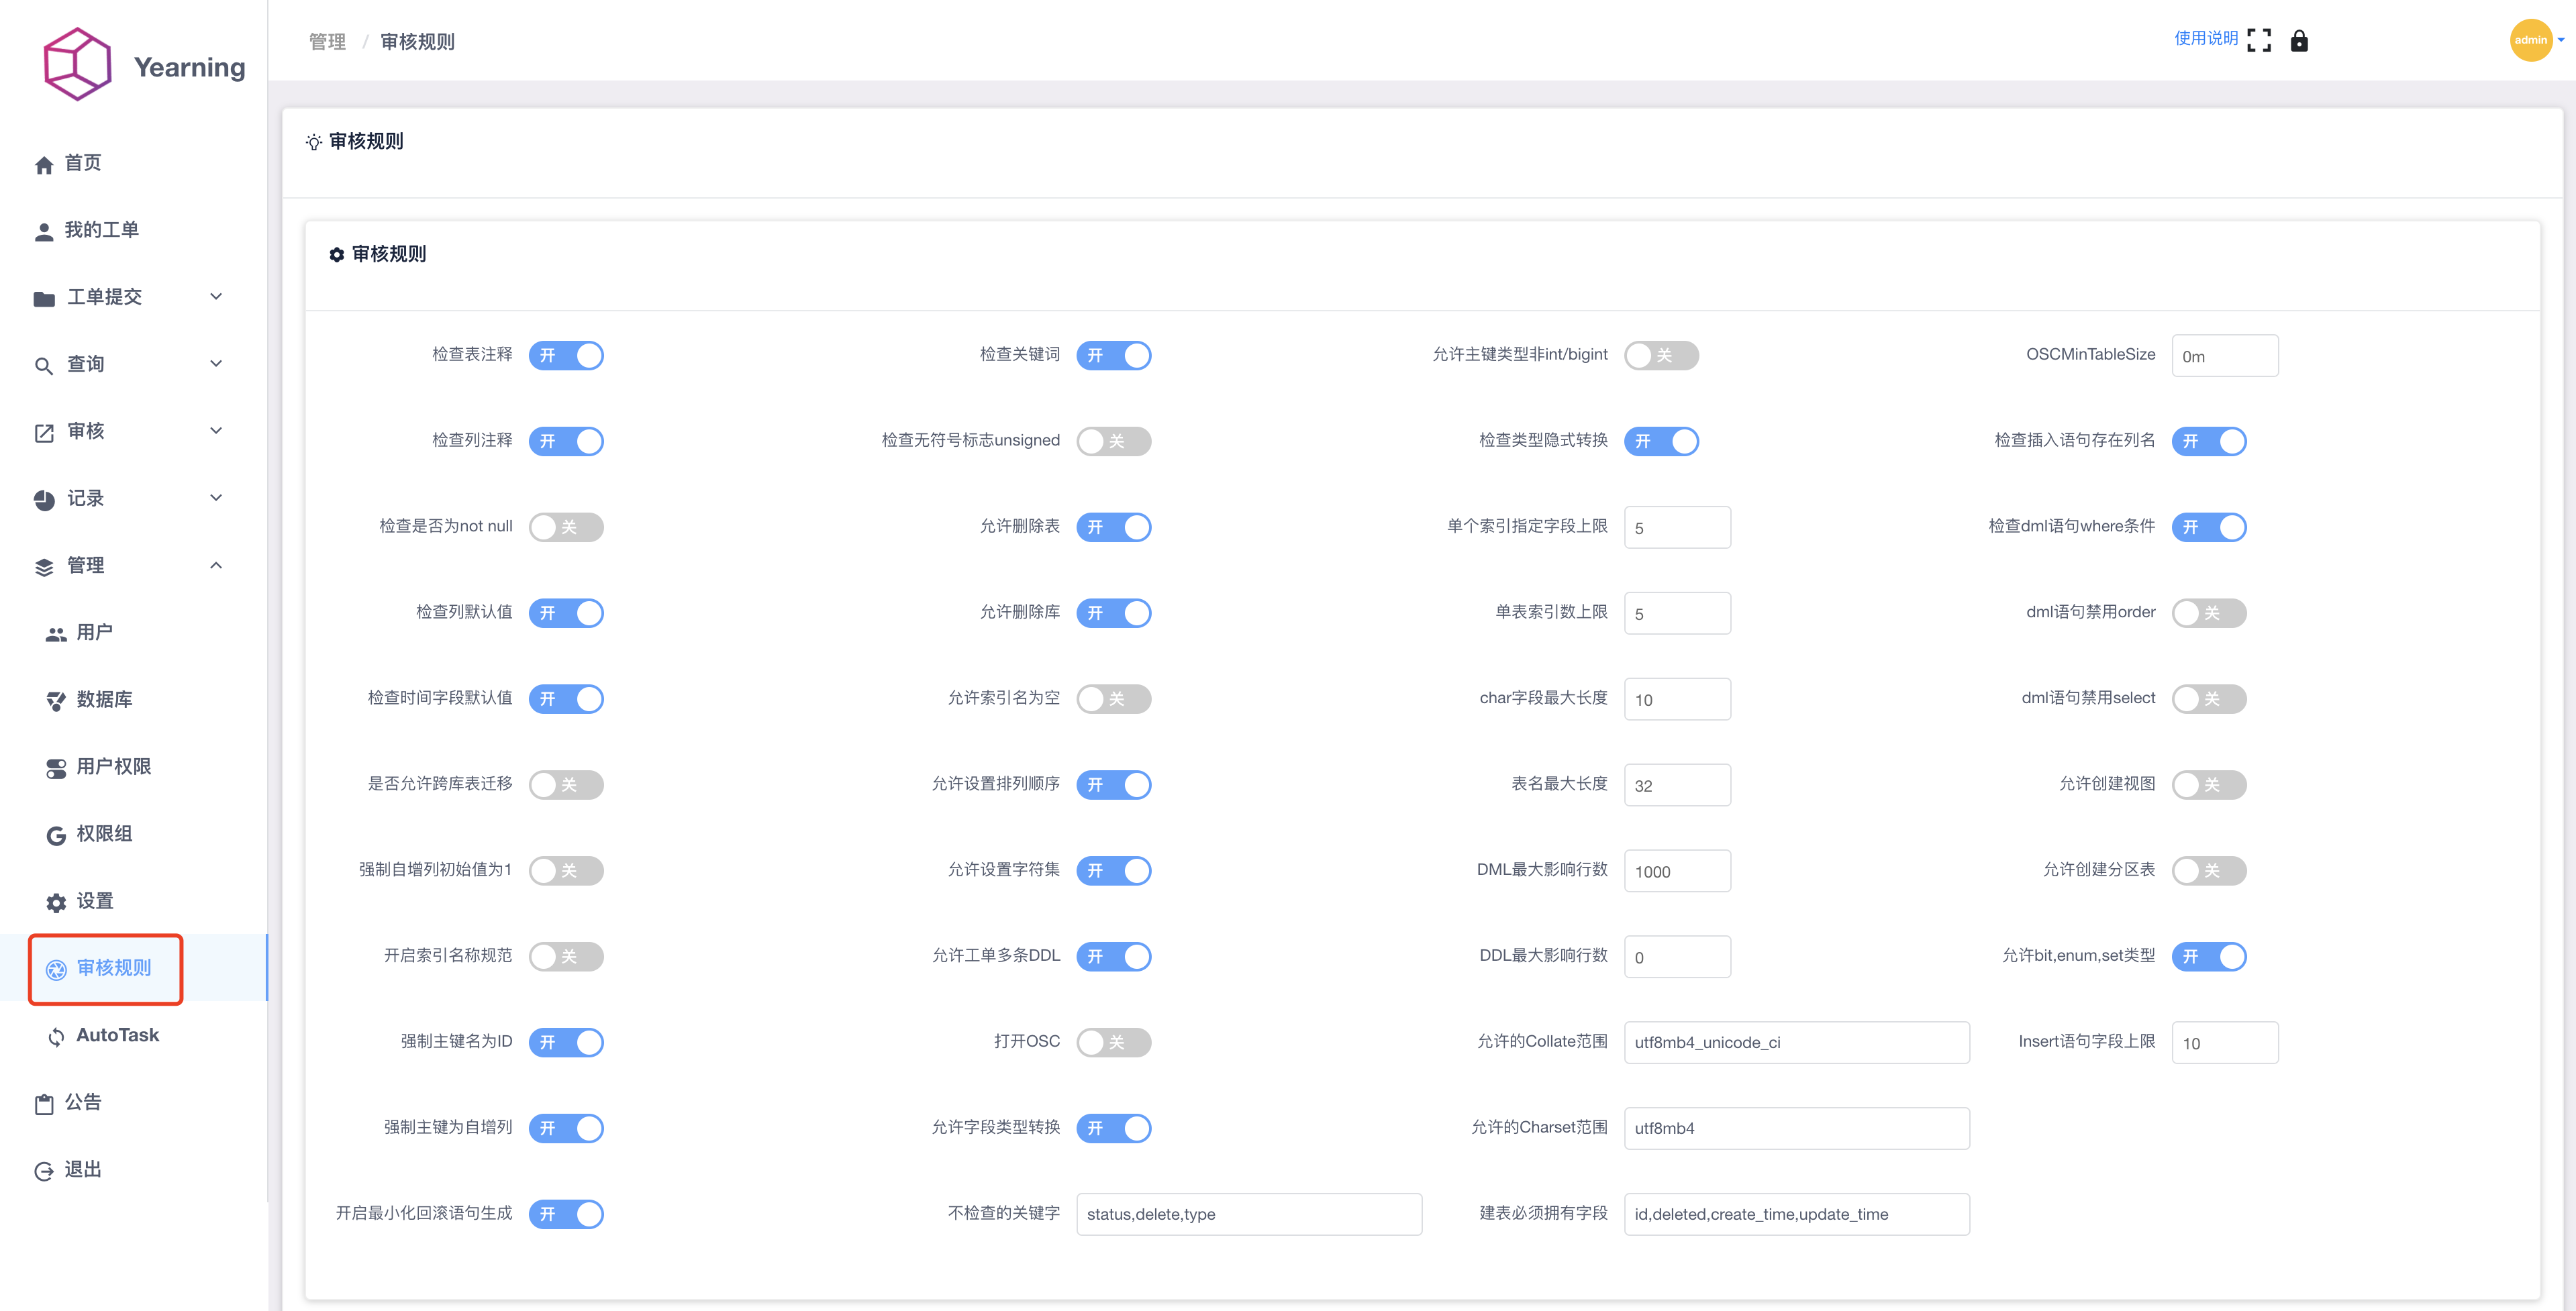 Yearning
首页
我的工单
工单提交
查询
审核
记录
管理
用户
数据库
用户权限
权限组
设置
审核规则
AutoTask
公告
退出
管理 / 审核规则
使用说明
admin
审核规则
审核规则
检查表注释 开
检查关键词 开
允许主键类型非int/bigint 关
OSCMinTableSize 0m
检查列注释 开
检查无符号标志unsigned 关
检查类型隐式转换 开
检查插入语句存在列名 开
检查是否为not null 关
允许删除表 开
单个索引指定字段上限 5
检查dml语句where条件 开
检查列默认值 开
允许删除库 开
单表索引数上限 5
dml语句禁用order 关
检查时间字段默认值 开
允许索引名为空 关
char字段最大长度 10
dml语句禁用select 关
是否允许跨库表迁移 关
允许设置排列顺序 开
表名最大长度 32
允许创建视图 关
强制自增列初始值为1 关
允许设置字符集 开
DML最大影响行数 1000
允许创建分区表 关
开启索引名称规范 关
允许工单多条DDL 开
DDL最大影响行数 0
允许bit,enum,set类型 开
强制主键名为ID 开
打开OSC 关
允许的Collate范围 utf8mb4_unicode_ci
Insert语句字段上限 10
强制主键为自增列 开
允许字段类型转换 开
允许的Charset范围 utf8mb4
开启最小化回滚语句生成 开
不检查的关键字 status,delete,type
建表必须拥有字段 id,deleted,create_time,update_time